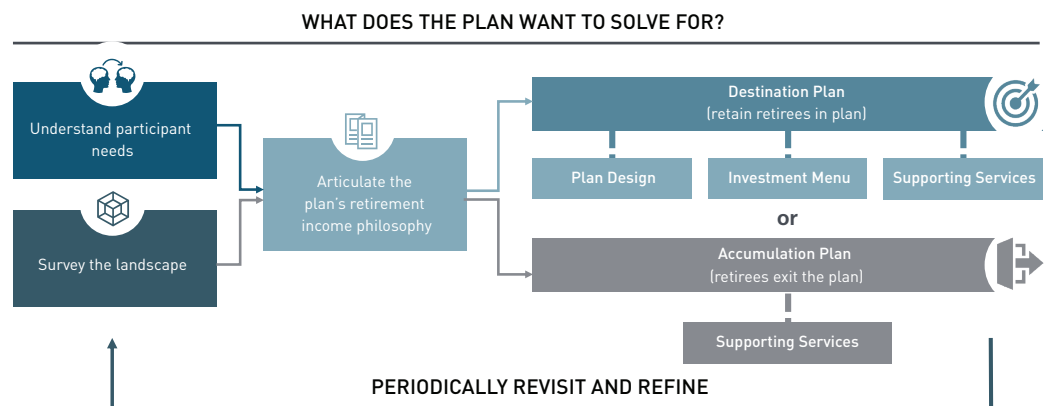 WHAT DOES THE PLAN WANT TO SOLVE FOR?
Understand participant
needs
Survey the landscape
Articulate the
plan's retirement
income philosophy
Destination Plan
(retain retirees in plan)
Plan Design
Investment Menu
Supporting Services
or
Accumulation Plan
(retirees exit the plan)
Supporting Services
PERIODICALLY REVISIT AND REFINE